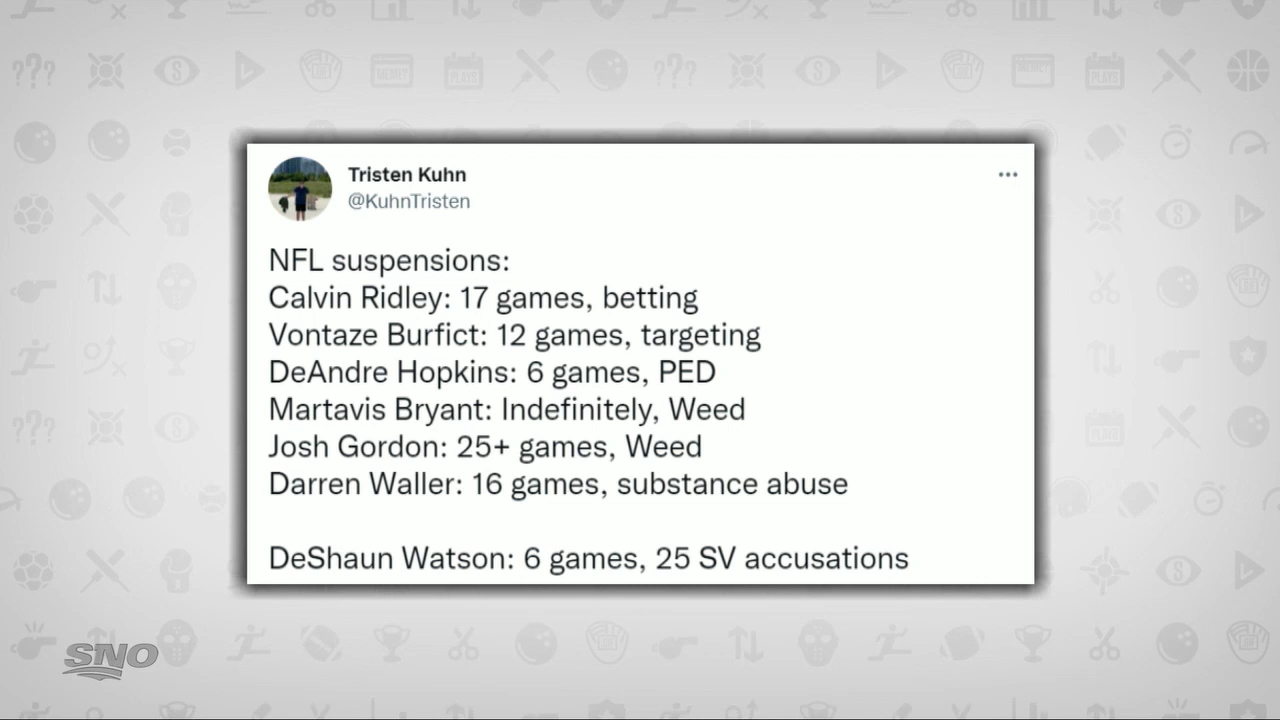 Tristen Kuhn
@KuhnTristen
NFL suspensions:
Calvin Ridley: 17 games, betting
Vontaze Burfict: 12 games, targeting
DeAndre Hopkins: 6 games, PED
Martavis Bryant: Indefinitely, Weed
Josh Gordon: 25+ games, Weed
Darren Waller: 16 games, substance abuse
DeShaun Watson: 6 games, 25 SV accusations
SNO